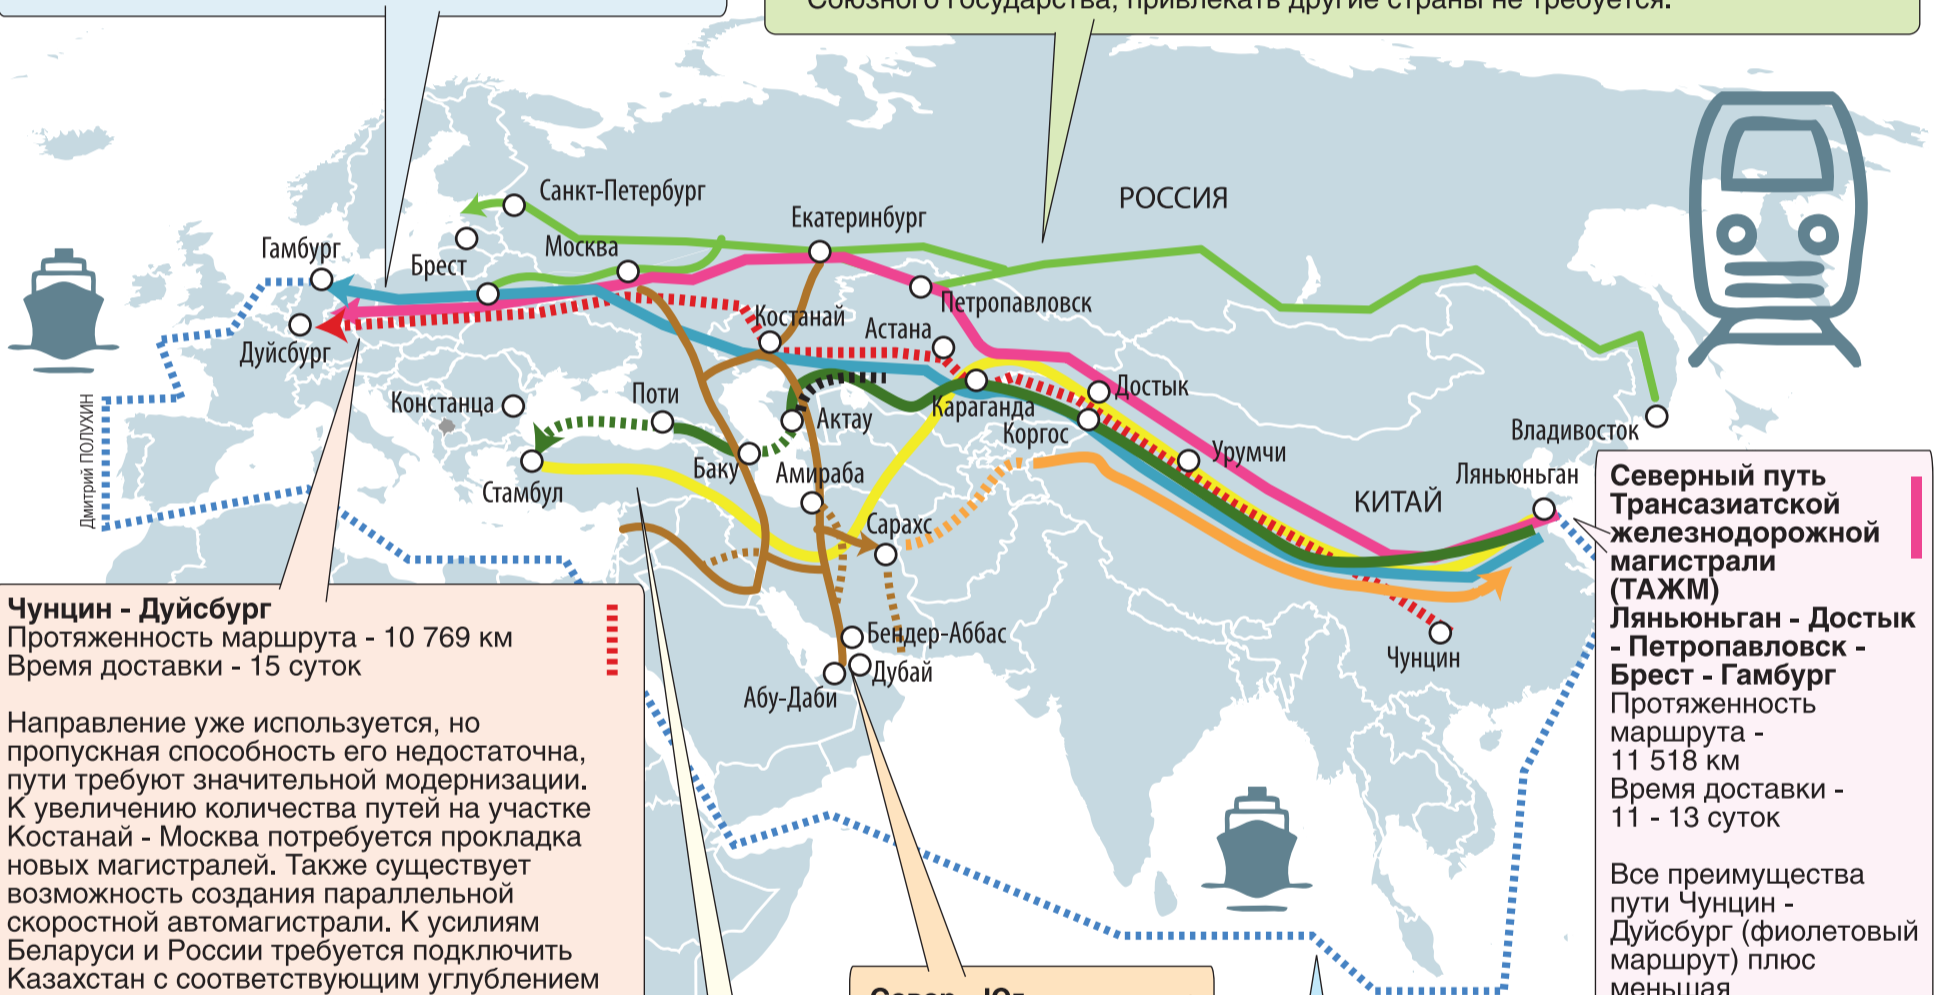 Союзного государства, привлекать другие страны не требуется.
РОССИЯ
Санкт-Петербург
Екатеринбург
Гамбург
Москва
Брест
Петропавловск
Костанай
Астана
Дуйсбург
Достык
Поти
Констанца
Актау
Караганда
Коргос
Владивосток
Урумчи
Баку
Амираба
Ляньюньган
Стамбул
КИТАЙ
Сарахс
Бендер-Аббас
Чунцин
Дубай
Абу-Даби
Дмитрий ПОЛУХИН
Чунцин - Дуйсбург
Протяженность маршрута - 10 769 км
Время доставки - 15 суток
Направление уже используется, но
пропускная способность его недостаточна,
пути требуют значительной модернизации.
К увеличению количества путей на участке
Костанай - Москва потребуется прокладка
новых магистралей. Также существует
возможность создания параллельной
скоростной автомагистрали. К усилиям
Беларуси и России требуется подключить
Казахстан с соответствующим углублением
Северный путь
Трансазиатской
железнодорожной
магистрали
(ТАЖМ)
Ляньюньган - Достык
- Петропавловск -
Брест - Гамбург
Протяженность
маршрута -
11 518 км
Время доставки -
11 - 13 суток
Все преимущества
пути Чунцин -
Дуйсбург (фиолетовый
маршрут) плюс
меньшая
Север - Юг